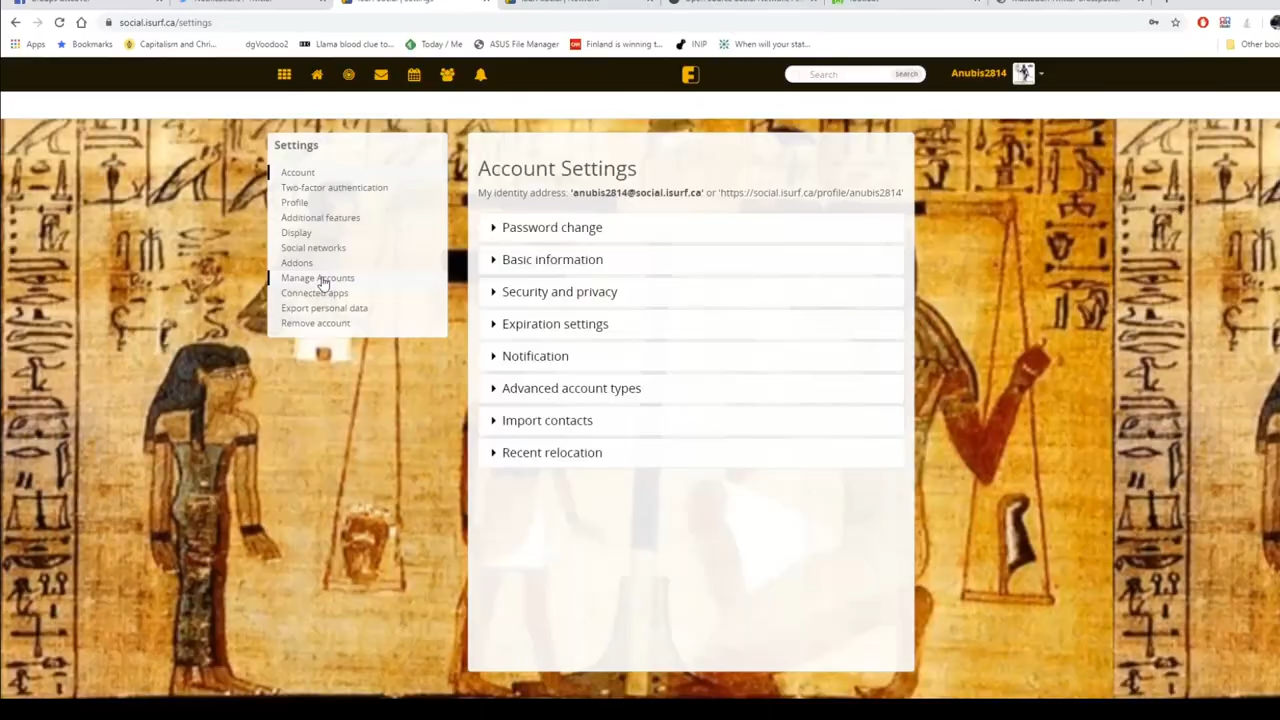 social.isurf.ca/settings
Apps
Bookmarks
Capitalism and Chri...
dgVoodoo2
Llama blood clue to...
Today / Me
ASUS File Manager
Finland is winning t...
INIP
When will your stat...
Other boo
Search
search
Anubis2814
Settings
Account
Two-factor authentication
Profile
Additional features
Display
Social networks
Addons
Manage Accounts
Connected apps
Export personal data
Remove account
Account Settings
My identity address: 'anubis2814@social.isurf.ca' or 'https://social.isurf.ca/profile/anubis2814'
Password change
Basic information
Security and privacy
Expiration settings
Notification
Advanced account types
Import contacts
Recent relocation